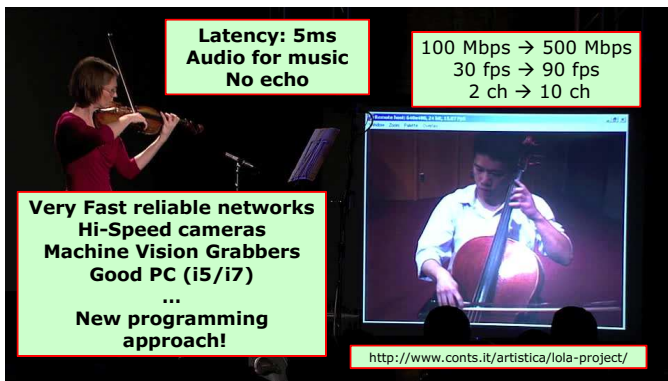 Latency: 5ms
Audio for music
No echo
100 Mbps → 500 Mbps
30 fps → 90 fps
2 ch → 10 ch
Very Fast reliable networks
Hi-Speed cameras
Machine Vision Grabbers
Good PC (i5/i7)
...
New programming
approach!
http://www.conts.it/artistica/lola-project/